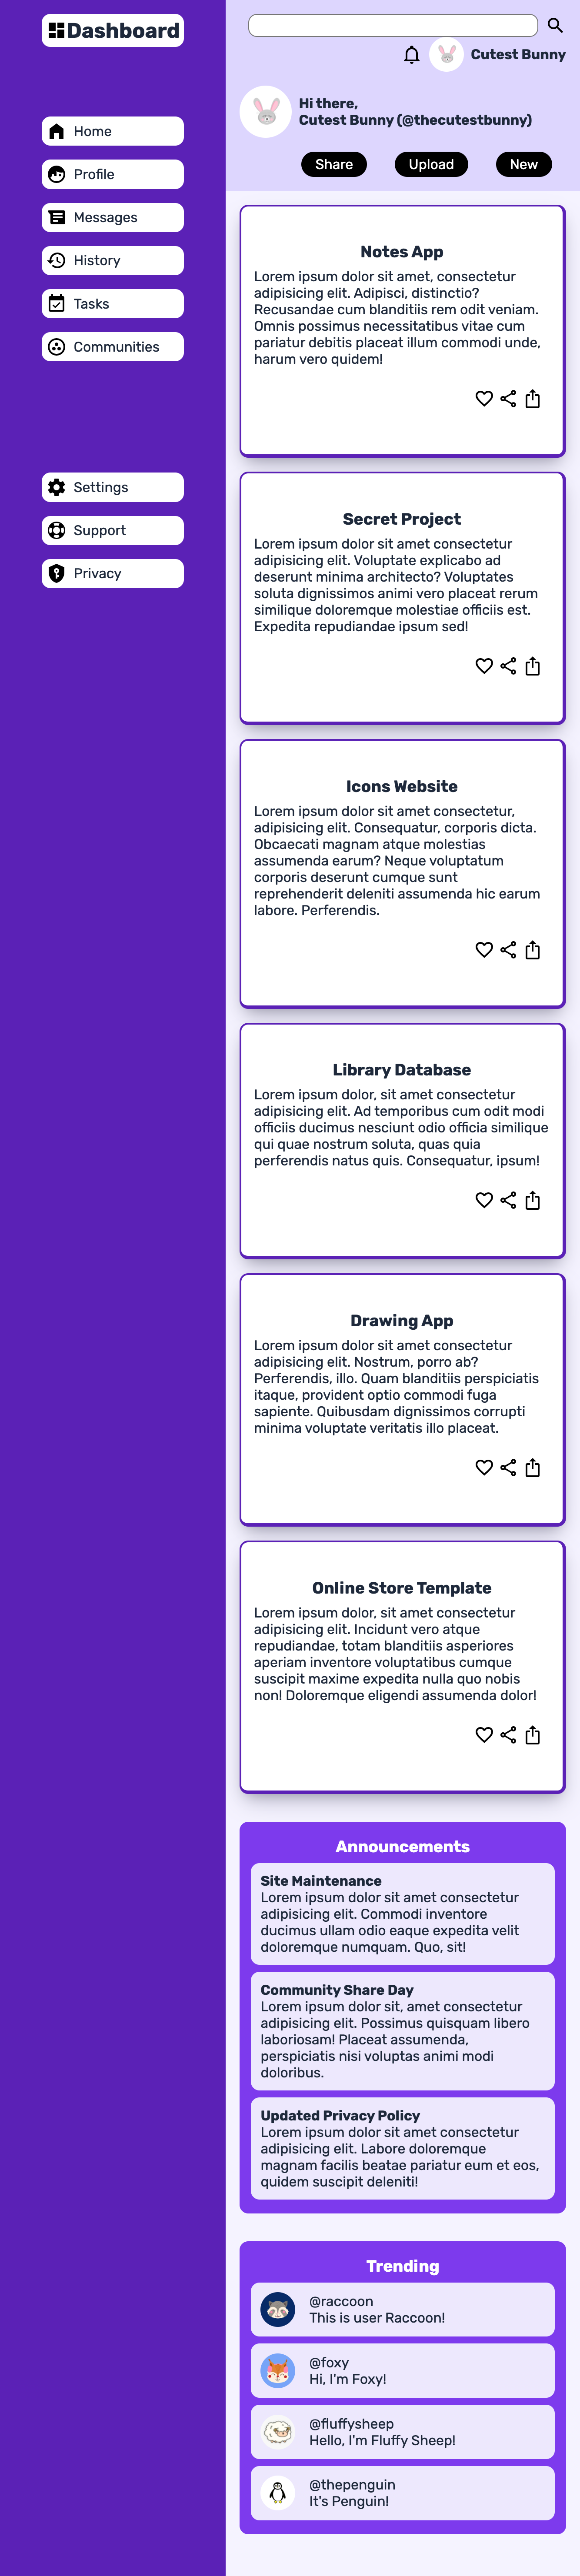 Dashboard
Home
Profile
Messages
History
Tasks
Communities
Settings
Support
Privacy
Cutest Bunny
Hi there,
Cutest Bunny (@thecutestbunny)
Share
Upload
New
Notes App
Lorem ipsum dolor sit amet, consectetur
adipisicing elit. Adipisci, distinctio?
Recusandae cum blanditiis rem odit veniam.
Omnis possimus necessitatibus vitae cum
pariatur debitis placeat illum commodi unde,
harum vero quidem!
Secret Project
Lorem ipsum dolor sit amet consectetur
adipisicing elit. Voluptate explicabo ad
deserunt minima architecto? Voluptates
soluta dignissimos animi vero placeat rerum
similique doloremque molestiae officiis est.
Expedita repudiandae ipsum sed!
Icons Website
Lorem ipsum dolor sit amet consectetur,
adipisicing elit. Consequatur, corporis dicta.
Obcaecati magnam atque molestias
assumenda earum? Neque voluptatum
corporis deserunt cumque sunt
reprehenderit deleniti assumenda hic earum
labore. Perferendis.
Library Database
Lorem ipsum dolor, sit amet consectetur
adipisicing elit. Ad temporibus cum odit modi
officiis ducimus nesciunt odio officia similique
qui quae nostrum soluta, quas quia
perferendis natus quis. Consequatur, ipsum!
Drawing App
Lorem ipsum dolor sit amet consectetur
adipisicing elit. Nostrum, porro ab?
Perferendis, illo. Quam blanditiis perspiciatis
itaque, provident optio commodi fuga
sapiente. Quibusdam dignissimos corrupti
minima voluptate veritatis illo placeat.
Online Store Template
Lorem ipsum dolor, sit amet consectetur
adipisicing elit. Incidunt vero atque
repudiandae, totam blanditiis asperiores
aperiam inventore voluptatibus cumque
suscipit maxime expedita nulla quo nobis
non! Doloremque eligendi assumenda dolor!
Announcements
Site Maintenance
Lorem ipsum dolor sit amet consectetur
adipisicing elit. Commodi inventore
ducimus ullam odio eaque expedita velit
doloremque numquam. Quo, sit!
Community Share Day
Lorem ipsum dolor sit, amet consectetur
adipisicing elit. Possimus quisquam libero
laboriosam! Placeat assumenda,
perspiciatis nisi voluptas animi modi
doloribus.
Updated Privacy Policy
Lorem ipsum dolor sit amet consectetur
adipisicing elit. Labore doloremque
magnam facilis beatae pariatur eum et eos,
quidem suscipit deleniti!
Trending
@raccoon
This is user Raccoon!
@foxy
Hi, I'm Foxy!
@fluffysheep
Hello, I'm Fluffy Sheep!
@thepenguin
It's Penguin!